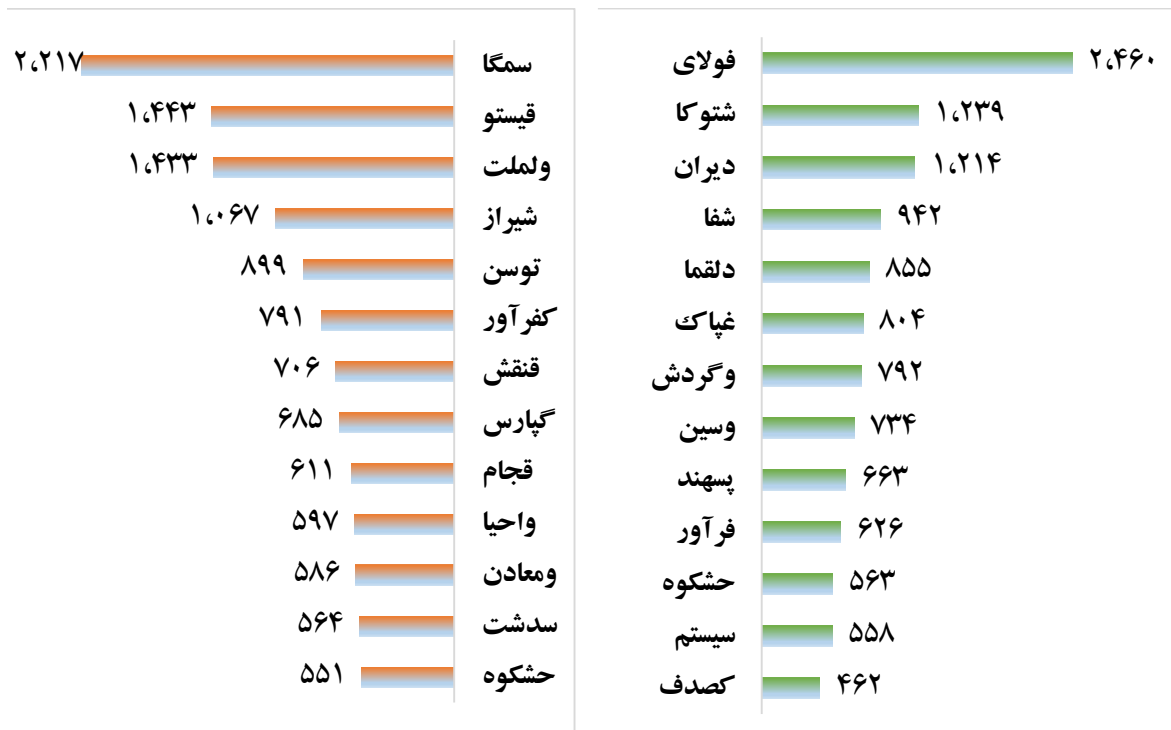 فولای ۲،۴۶۰
شتوکا ۱،۲۳۹
دیران ۱،۲۱۴
شفا ۹۴۲
دلقما ۸۵۵
غپاک ۸۰۴
وگردش ۷۹۲
وسین ۷۳۴
پسهند ۶۶۳
فرآور ۶۲۶
حشکوه ۵۶۳
سیستم ۵۵۸
کصدف ۴۶۲
سمگا ۲،۲۱۷
قیستو ۱،۴۴۳
ولملت ۱،۴۳۳
شیراز ۱،۰۶۷
توسن ۸۹۹
کفرآور ۷۹۱
قنقش ۷۰۶
گپارس ۶۸۵
قجام ۶۱۱
واحیا ۵۹۷
ومعادن ۵۸۶
سدشت ۵۶۴
حشکوه ۵۵۱